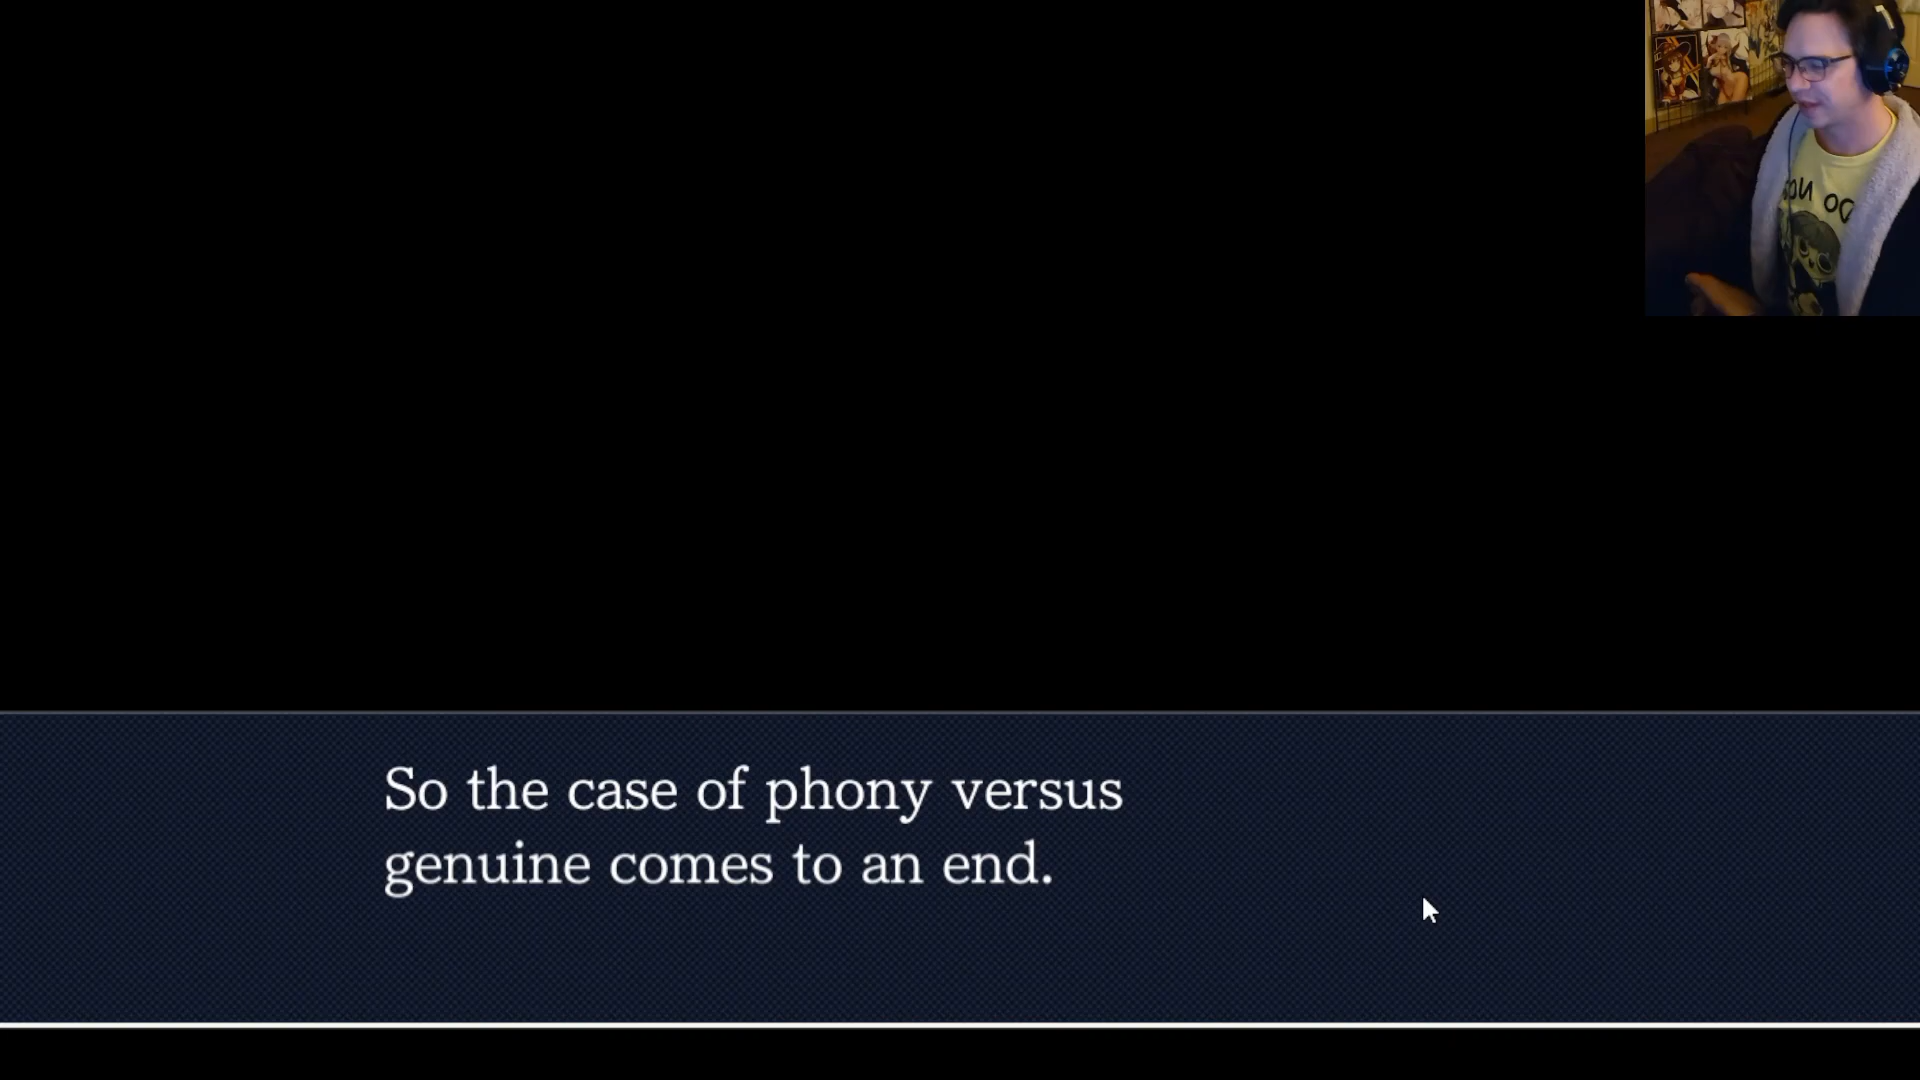 So the case of phony versus
genuine comes to an end.